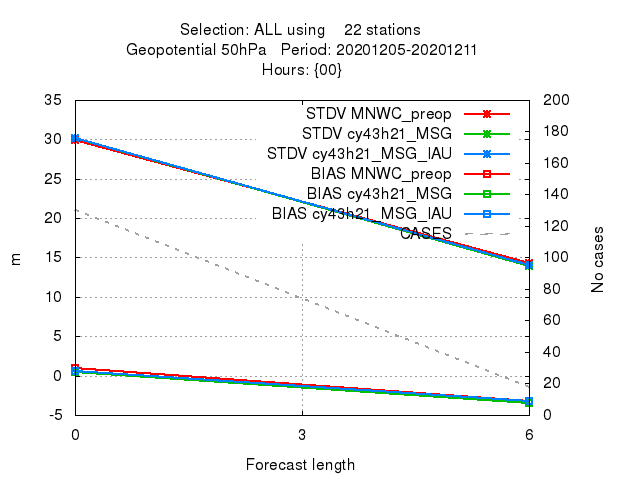 Selection: ALL using    22 stations
Geopotential 50hPa   Period: 20201205-20201211
Hours: {00}
35
30
25
20
15
10
5
0
-5
200
180
160
140
120
100
80
60
40
20
0
STDV MNWC_preop
STDV cy43h21_MSG
STDV cy43h21_MSG_IAU
BIAS MNWC_preop
BIAS cy43h21_MSG
BIAS cy43h21_MSG_IAU
CASES
m
No cases
0 3 6
Forecast length